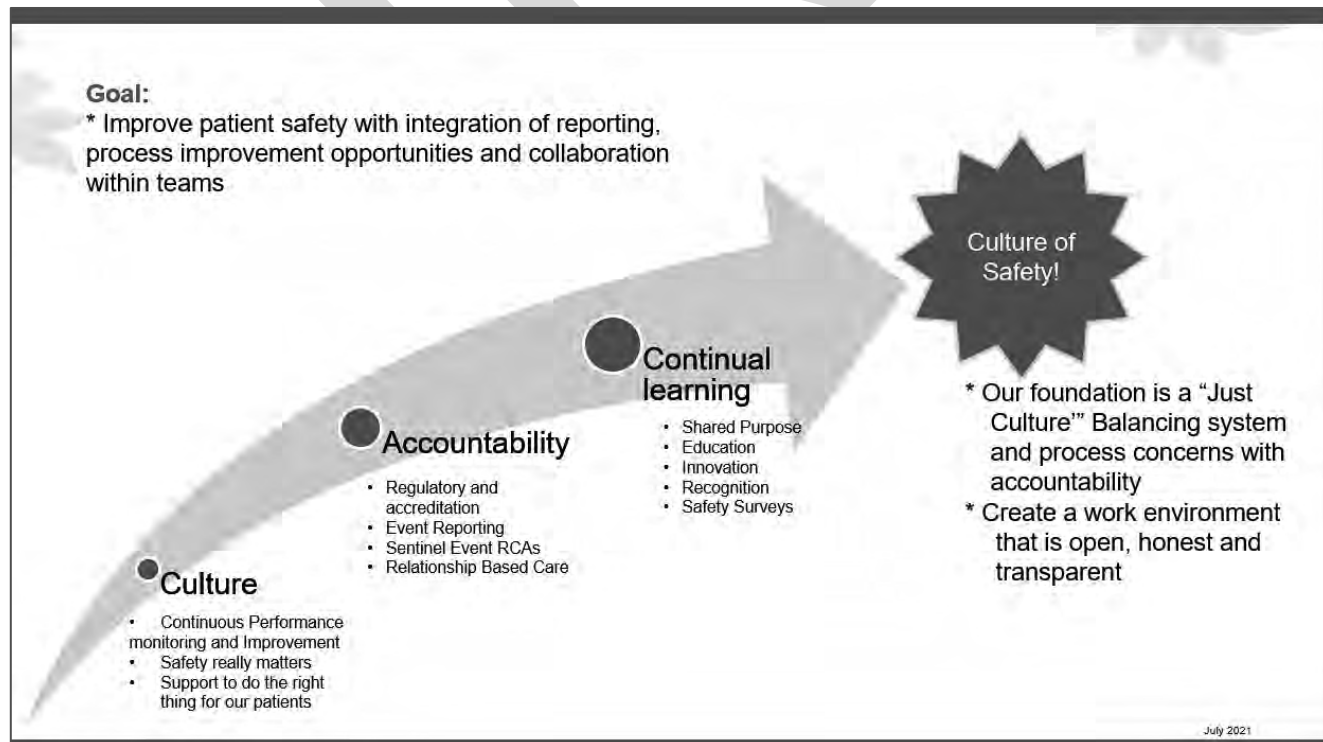 Goal:
* Improve patient safety with integration of reporting,
process improvement opportunities and collaboration
within teams
Culture of
Safety!
Continual
learning
• Shared Purpose
• Education
• Innovation
• Recognition
• Safety Surveys
Accountability
• Regulatory and
accreditation
• Event Reporting
• Sentinel Event RCAs
• Relationship Based Care
Culture
• Continuous Performance
monitoring and Improvement
• Safety really matters
• Support to do the right
thing for our patients
* Our foundation is a “Just
Culture’” Balancing system
and process concerns with
accountability
* Create a work environment
that is open, honest and
transparent
July 2021